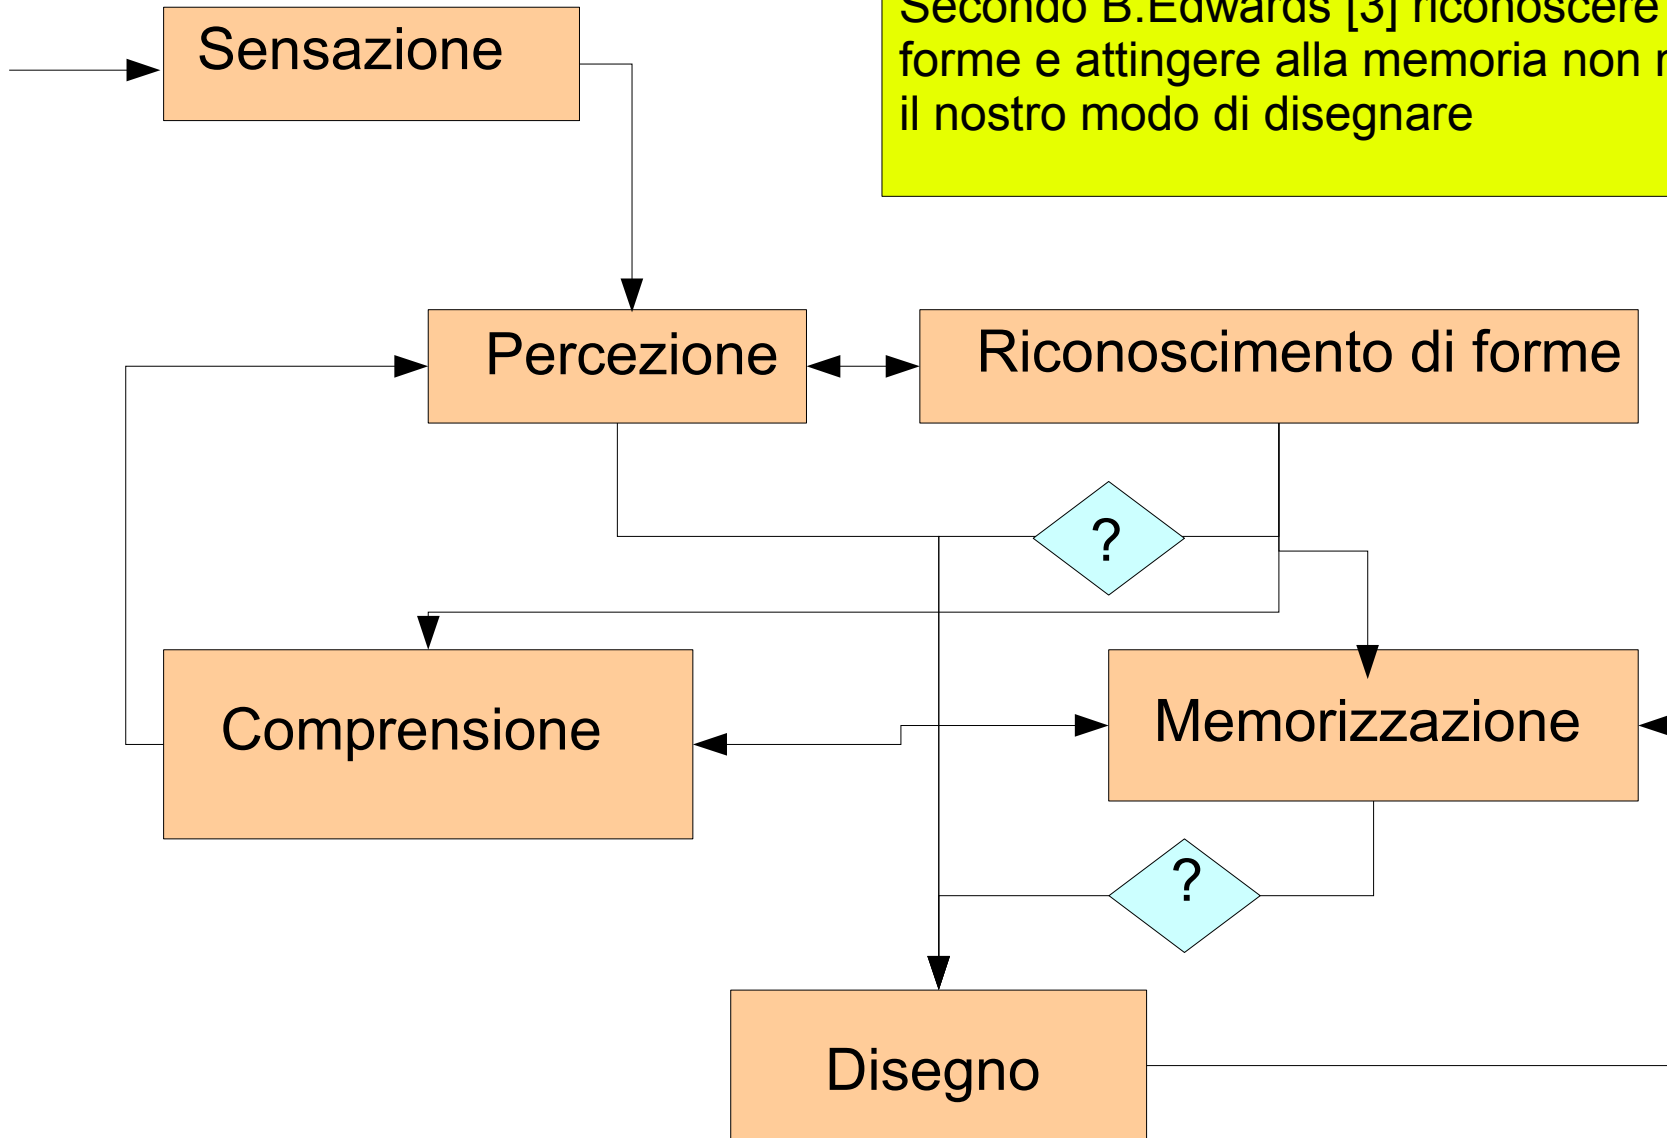 Secondo B.Edwards [3] riconoscere
forme e attingere alla memoria non
il nostro modo di disegnare
Sensazione
Percezione
Riconoscimento di forme
?
Comprensione
Memorizzazione
?
Disegno